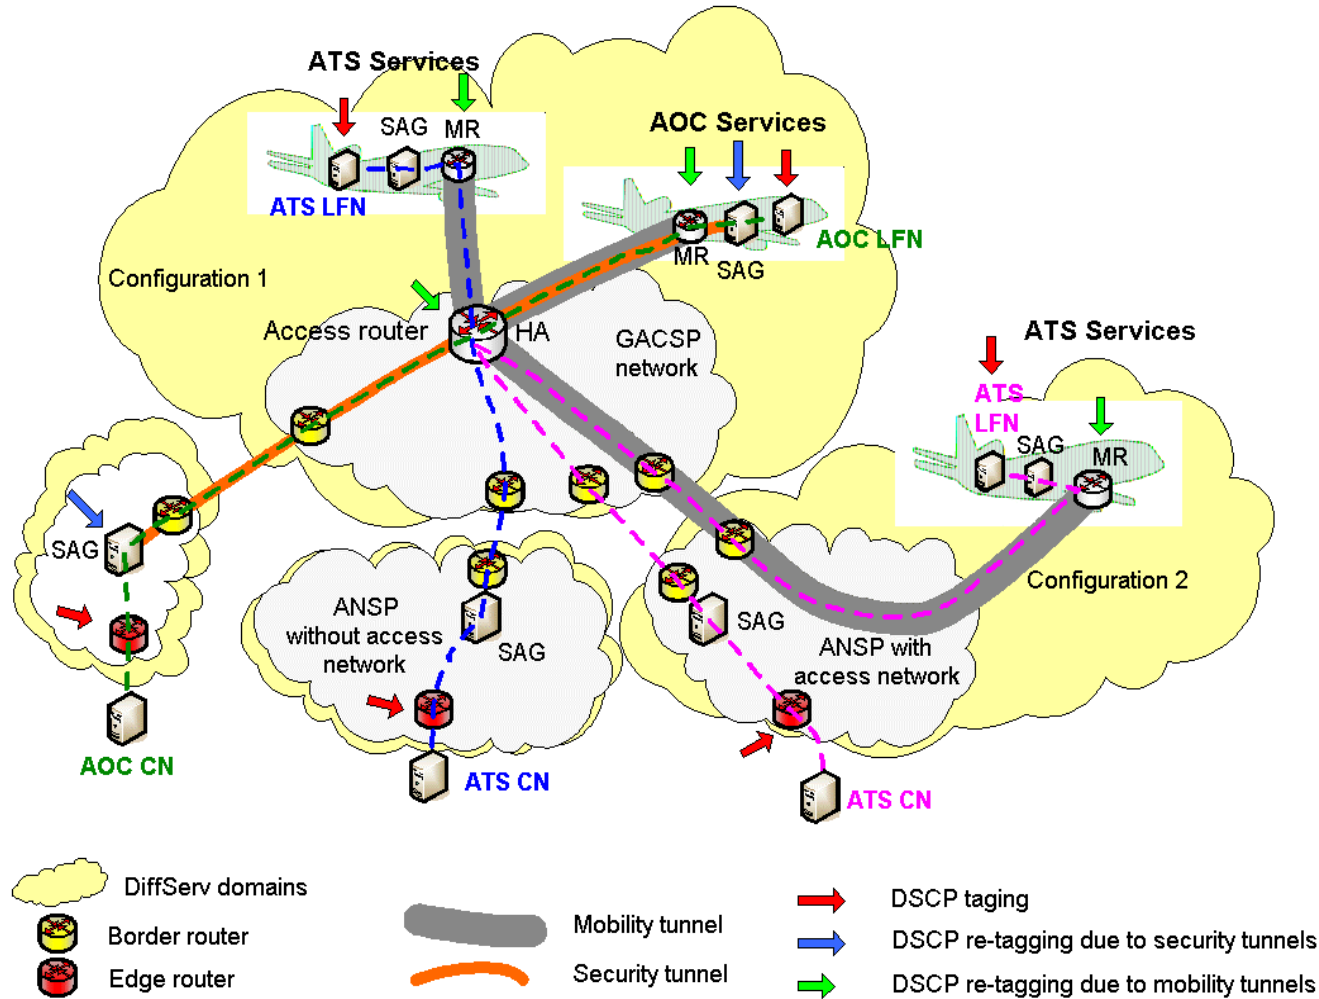 ATS Services
SAG
MR
ATS LFN
AOC Services
AOC LFN
MR
SAG
Configuration 1
Access router
HA
GACSP
network
ATS Services
ATS
LFN
SAG
MR
Configuration 2
SAG
ANSP
without access
network
SAG
SAG
ANSP with
access network
AOC CN
ATS CN
ATS CN
DiffServ domains
Border router
Edge router
Mobility tunnel
Security tunnel
DSCP taging
DSCP re-tagging due to security tunnels
DSCP re-tagging due to mobility tunnels